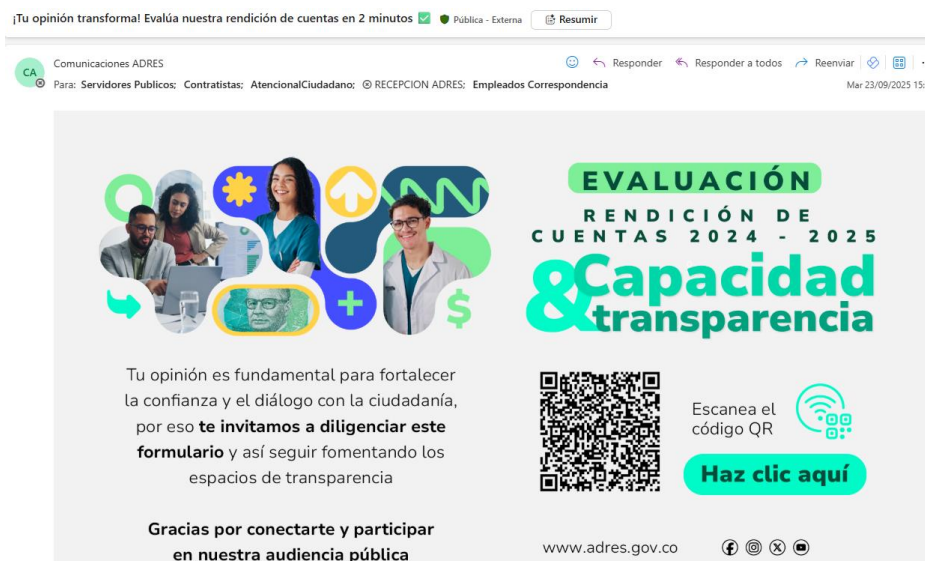 ¡Tu opinión transforma! Evalúa nuestra rendición de cuentas en 2 minutos ✅ Pública - Externa Resumir
CA
Comunicaciones ADRES
Responder Responder a todos Reenviar
Para: Servidores Publicos; Contratistas; AtencionalCiudadano; RECEPCION ADRES; Empleados Correspondencia
Mar 23/09/2025 15:
EVALUACIÓN
RENDICIÓN DE
CUENTAS 2024 - 2025
&Capacidad
transparencia
Tu opinión es fundamental para fortalecer
la confianza y el diálogo con la ciudadanía,
por eso te invitamos a diligenciar este
formulario y así seguir fomentando los
espacios de transparencia
Gracias por conectarte y participar
en nuestra audiencia pública
Escanea el
código QR
Haz clic aquí
www.adres.gov.co